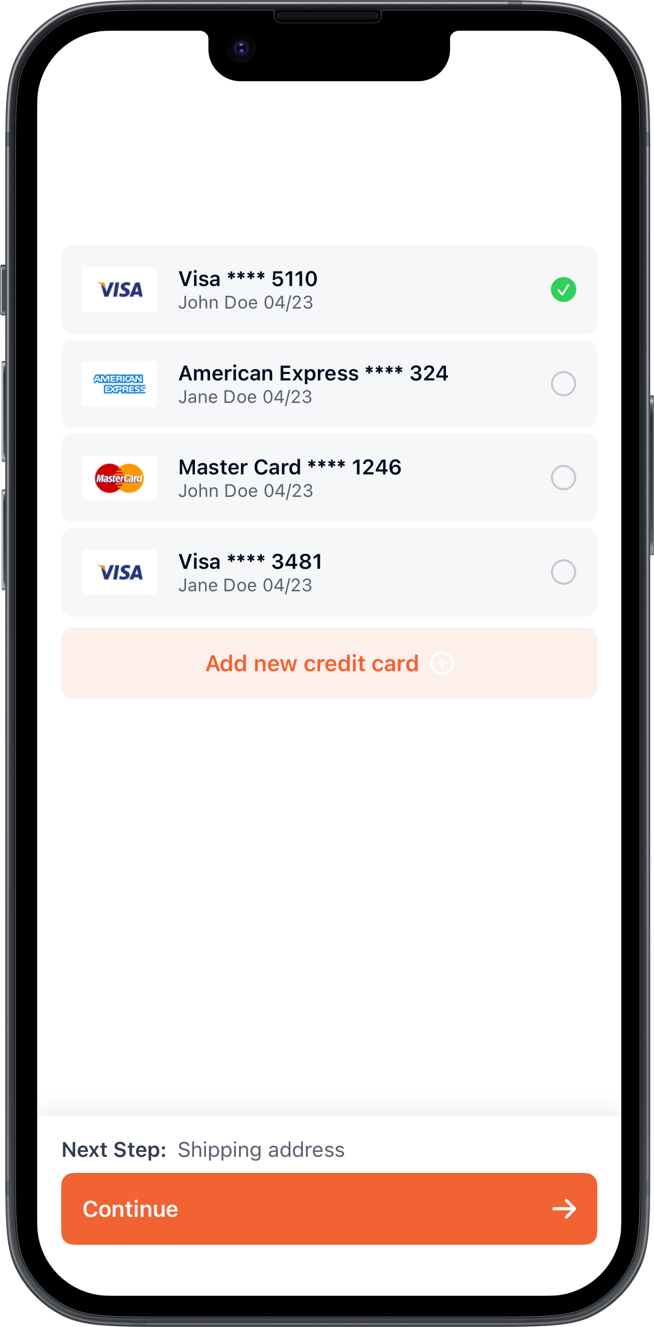 VISA
Visa **** 5110
John Doe 04/23
AMERICAN
EXPRESS
American Express **** 324
Jane Doe 04/23
MasterCard
Master Card **** 1246
John Doe 04/23
VISA
Visa **** 3481
Jane Doe 04/23
Add new credit card
Next Step: Shipping address
Continue